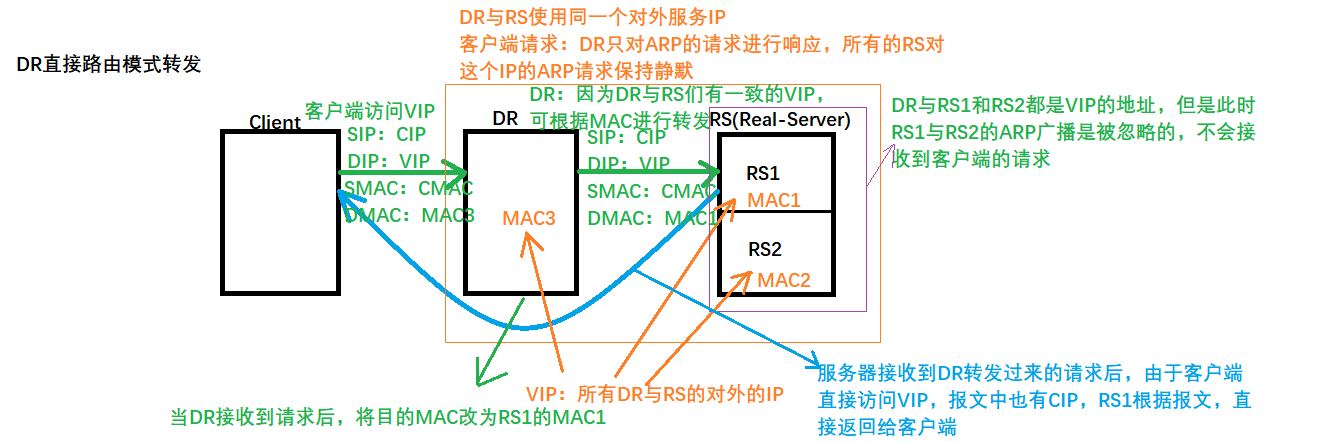 DR与RS使用同一个对外服务IP
客户端请求：DR只对ARP的请求进行响应，所有的RS对
这个IP的ARP请求保持静默
DR直接路由模式转发
客户端访问VIP
Client
SIP：CIP
DIP：VIP
SMAC：CMAC
DMAC：MAC3
DR：因为DR与RS们有一致的VIP，
可根据MAC进行转发
DR
MAC3
SIP：CIP
DIP：VIP
SMAC：CMAC
DMAC：MAC1
RS(Real-Server)
RS1
MAC1
RS2
MAC2
DR与RS1和RS2都是VIP的地址，但是此时
RS1与RS2的ARP广播是被忽略的，不会接
收到客户端的请求
VIP：所有DR与RS的对外的IP
当DR接收到请求后，将目的MAC改为RS1的MAC1
服务器接收到DR转发过来的请求后，由于客户端
直接访问VIP，报文中也有CIP，RS1根据报文，直
接返回给客户端